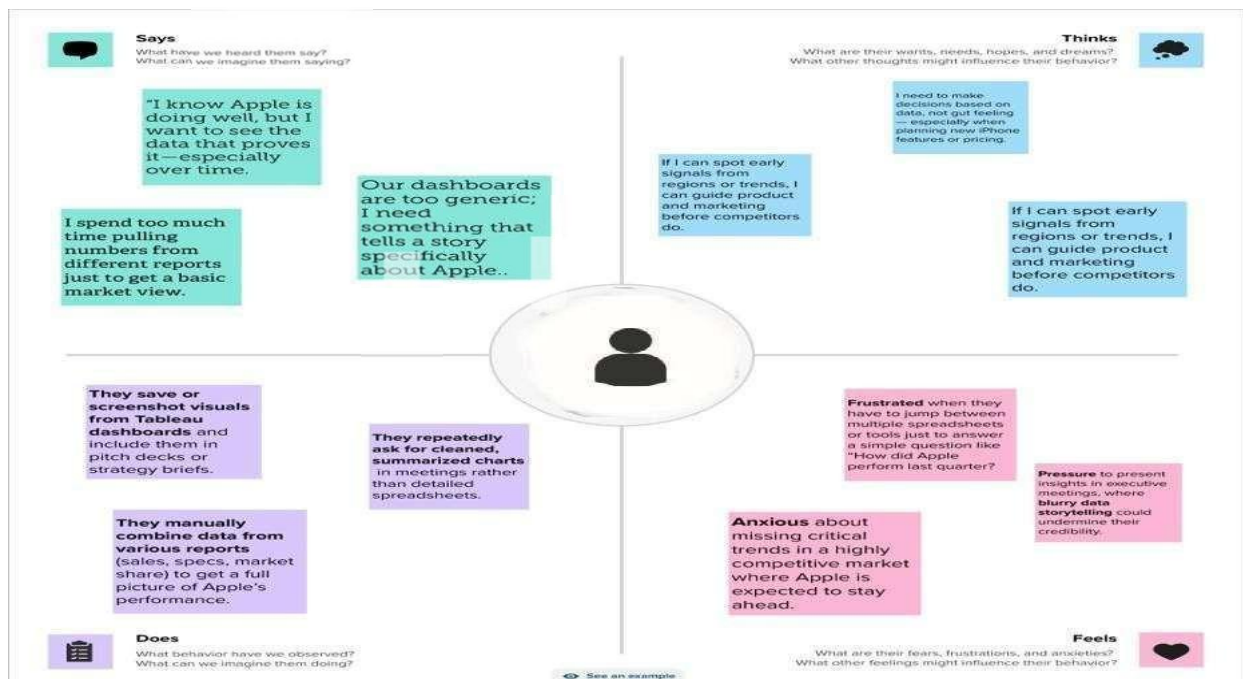 Says
What have we heard them say?
What can we imagine them saying?
"I know Apple is
doing well, but I
want to see the
data that proves
it—especially
over time.
Our dashboards
are too generic;
I need
something that
tells a story
specifically
about Apple..
I spend too much
time pulling
numbers from
different reports
just to get a basic
market view.
Thinks
What are their wants, needs, hopes, and dreams?
What other thoughts might influence their behavior?
I need to make
decisions based on
data, not gut feeling
— especially when
planning new iPhone
features or pricing.
If I can spot early
signals from
regions or trends, I
can guide product
and marketing
before competitors
do.
If I can spot early
signals from
regions or trends, I
can guide product
and marketing
before competitors
do.
They save or
screenshot visuals
from Tableau
dashboards and
include them in
pitch decks or
strategy briefs.
They repeatedly
ask for cleaned,
summarized charts
in meetings rather
than detailed
spreadsheets.
They manually
combine data from
various reports
(sales, specs, market
share) to get a full
picture of Apple's
performance.
Does
What behavior have we observed?
What can we imagine them doing?
Frustrated when they
have to jump between
multiple spreadsheets
or tools just to answer
a simple question like
"How did Apple
perform last quarter?
Pressure to present
insights in executive
meetings, where
blurry data
storytelling could
undermine their
credibility.
Anxious about
missing critical
trends in a highly
competitive market
where Apple is
expected to stay
ahead.
Feels
What are their fears, frustrations, and anxieties?
What other feelings might influence their behavior?
See an example